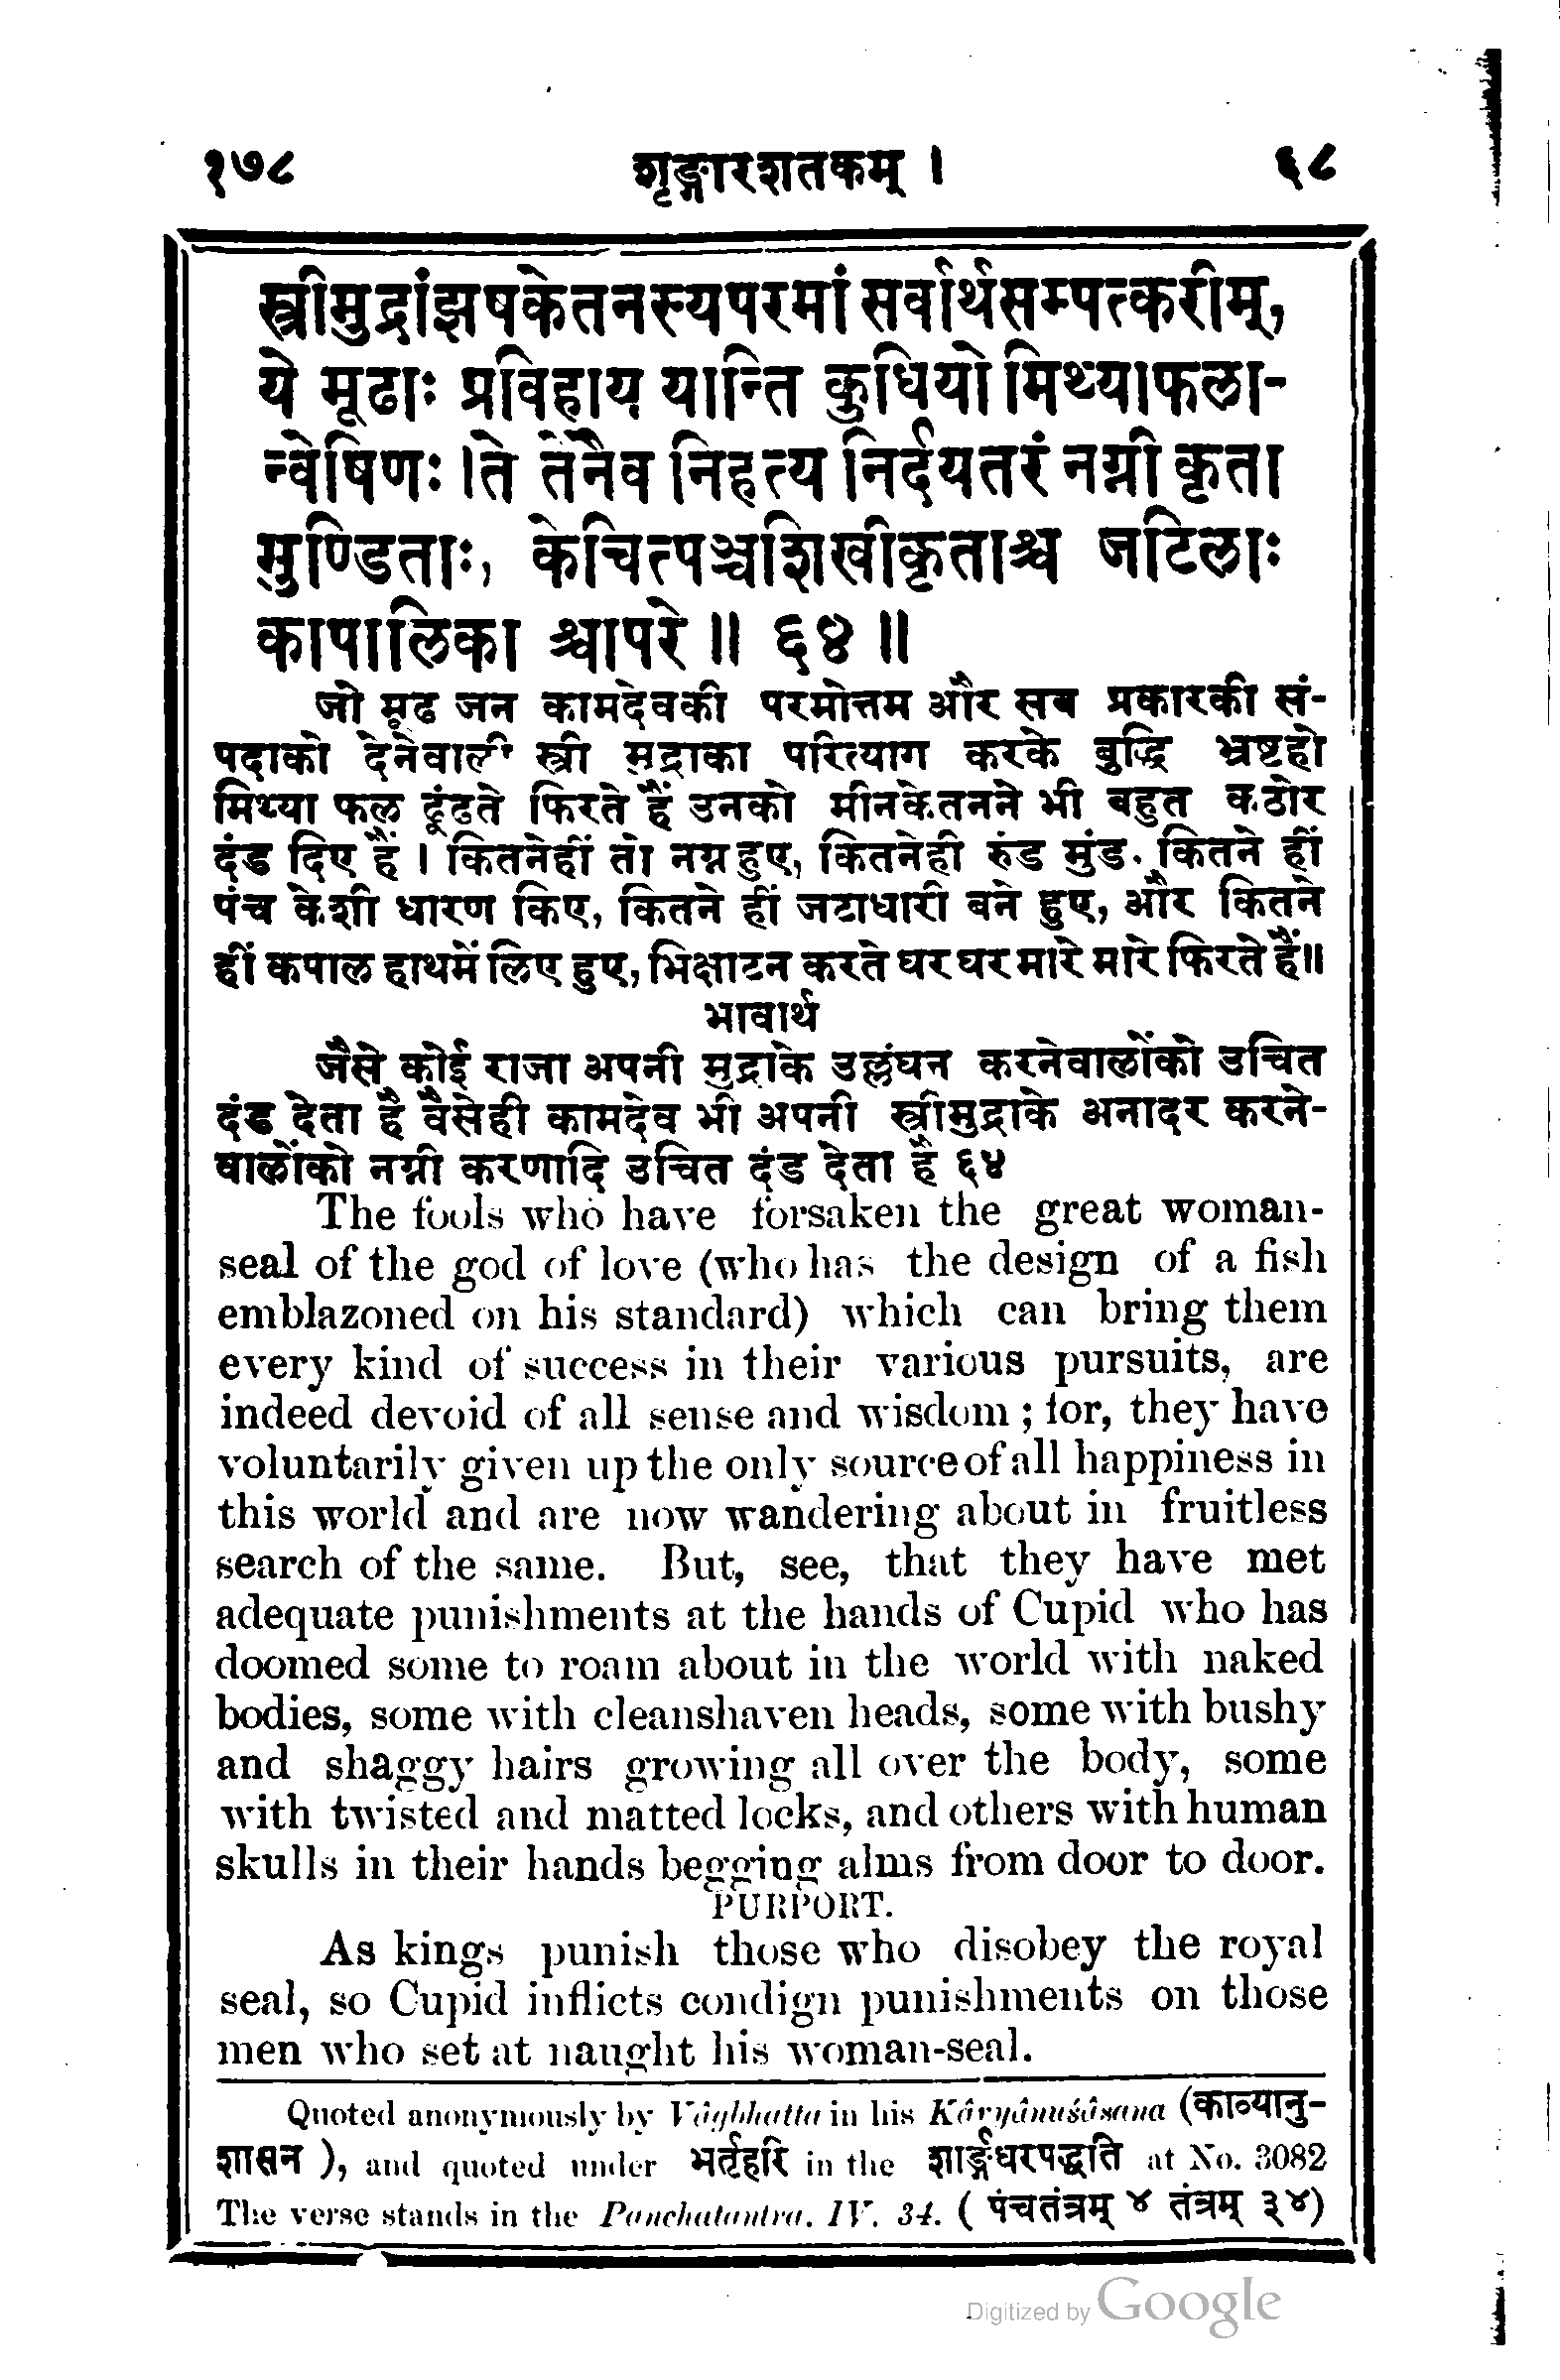 १७८ शृङ्गारशतकम् । ६८
स्त्रीमुद्रांझषकेतनस्यपरमां सर्वार्थसम्पत्करीम्,
ये मूढाः प्रविहाय यान्ति कुधियो मिथ्याफला-
न्वेषिणः । ते तेनैव निहत्य निर्दयतरं नग्नी कृता
मुण्डिताः, केचित्पञ्चशिखीकृताश्च जटिलाः
कापालिका श्चापरे ॥ ६४ ॥
जो मूढ जन कामदेवकी परमोत्तम और सब प्रकारकी सं-
पदाको देनेवाली स्त्री मुद्राका परित्याग करके बुद्धि भ्रष्टहो
मिथ्या फल ढूंढते फिरते हैं उनको मीनकेतनने भी बहुत कठोर
दंड दिए हैं । कितनेहीं तो नग्न हुए, कितनेही रुंड मुंड. कितने हीं
पंच केशी धारण किए, कितने हीं जटाधारी बने हुए, और कितने
हीं कपाल हाथमें लिए हुए, भिक्षाटन करते घर घर मारे मारे फिरते हैं॥
भावार्थ
जैसे कोई राजा अपनी मुद्राके उल्लंघन करनेवालोंको उचित
दंड देता है वैसेही कामदेव भी अपनी स्त्रीमुद्राके अनादर करने-
वालोंको नग्नी करणादि उचित दंड देता है ६४
The fools who have forsaken the great woman-
seal of the god of love (who has the design of a fish
emblazoned on his standard) which can bring them
every kind of success in their various pursuits, are
indeed devoid of all sense and wisdom ; for, they have
voluntarily given up the only source of all happiness in
this world and are now wandering about in fruitless
search of the same. But, see, that they have met
adequate punishments at the hands of Cupid who has
doomed some to roam about in the world with naked
bodies, some with cleanshaven heads, some with bushy
and shaggy hairs growing all over the body, some
with twisted and matted locks, and others with human
skulls in their hands begging alms from door to door.
PURPORT.
As kings punish those who disobey the royal
seal, so Cupid inflicts condign punishments on those
men who set at naught his woman-seal.
Quoted anonymously by Vâgbhatta in his Kâvyânuśâsana (काव्यानु-
शासन ), and quoted under भर्तृहरि in the शार्ङ्गधरपद्धति at No. 3082
The verse stands in the Panchatantra. IV. 34. ( पंचतंत्रम् ४ तंत्रम् ३४)
Digitized by Google